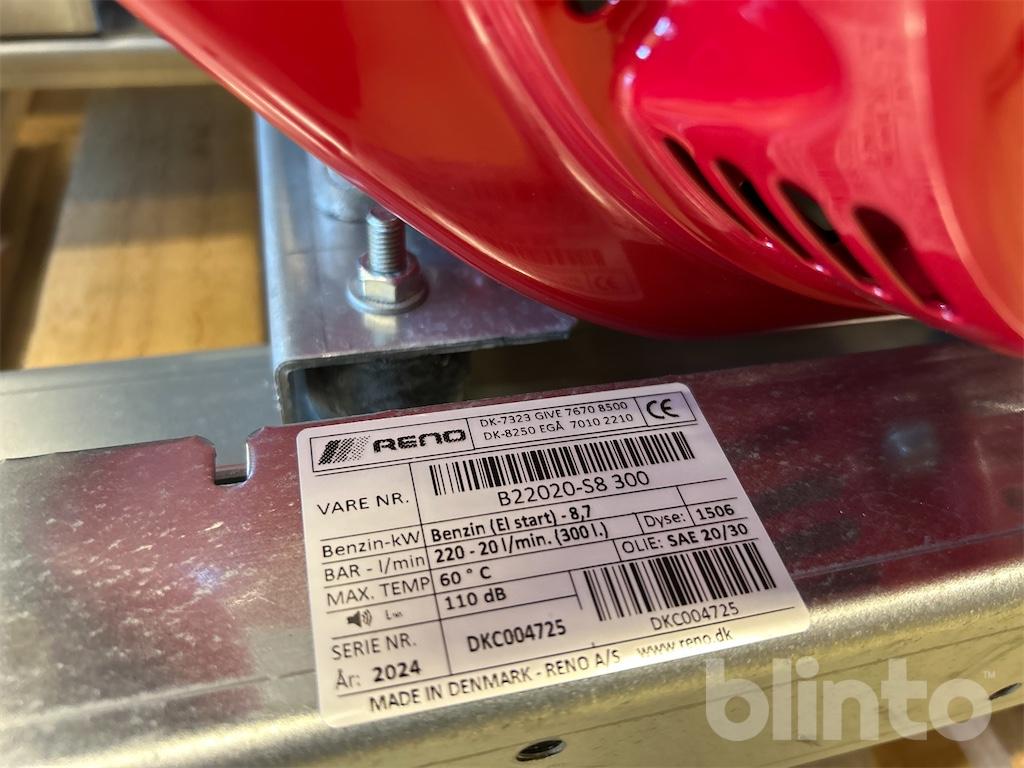 RENO
DK-7323 GIVE 7670 8500
DK-8250 EGÅ 7010 2210
CE
VARE NR.
B22020-S8 300
Benzin-kW Benzin (El start) - 8,7
BAR - l/min 220 - 20 l/min. (300 l.) Dyse: 1506
MAX. TEMP 60 ° C OLIE: SAE 20/30
110 dB
SERIE NR. DKC004725 DKC004725
År: 2024
MADE IN DENMARK - RENO A/S www.reno.dk
blinto™